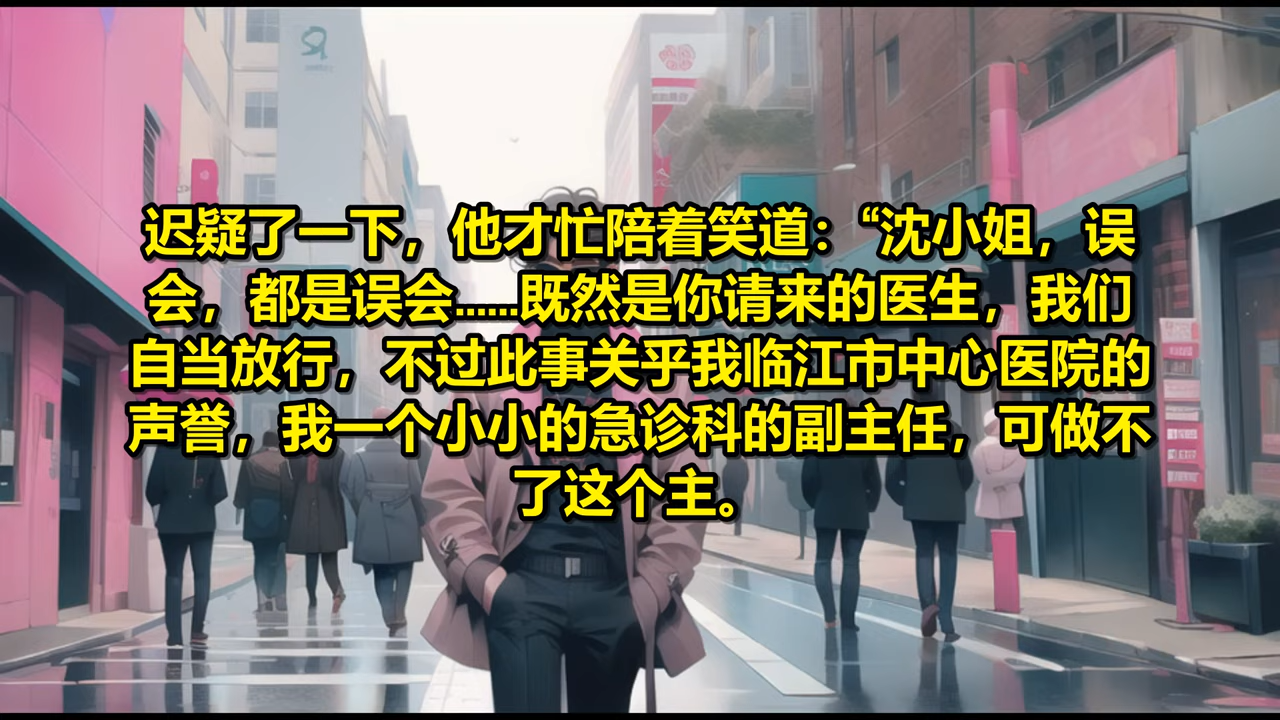 迟疑了一下，他才忙陪着笑道：“沈小姐，误
会，都是误会......既然是你请来的医生，我们
自当放行，不过此事关乎我临江市中心医院的
声誉，我一个小小的急诊科的副主任，可做不
了这个主。